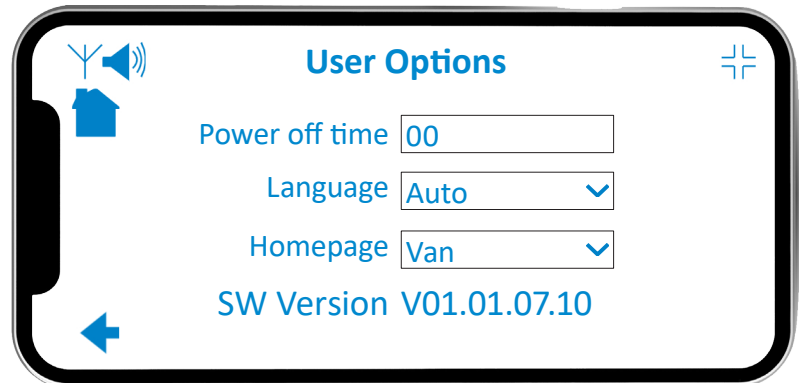 User Options
Power off time 00
Language Auto
Homepage Van
SW Version V01.01.07.10